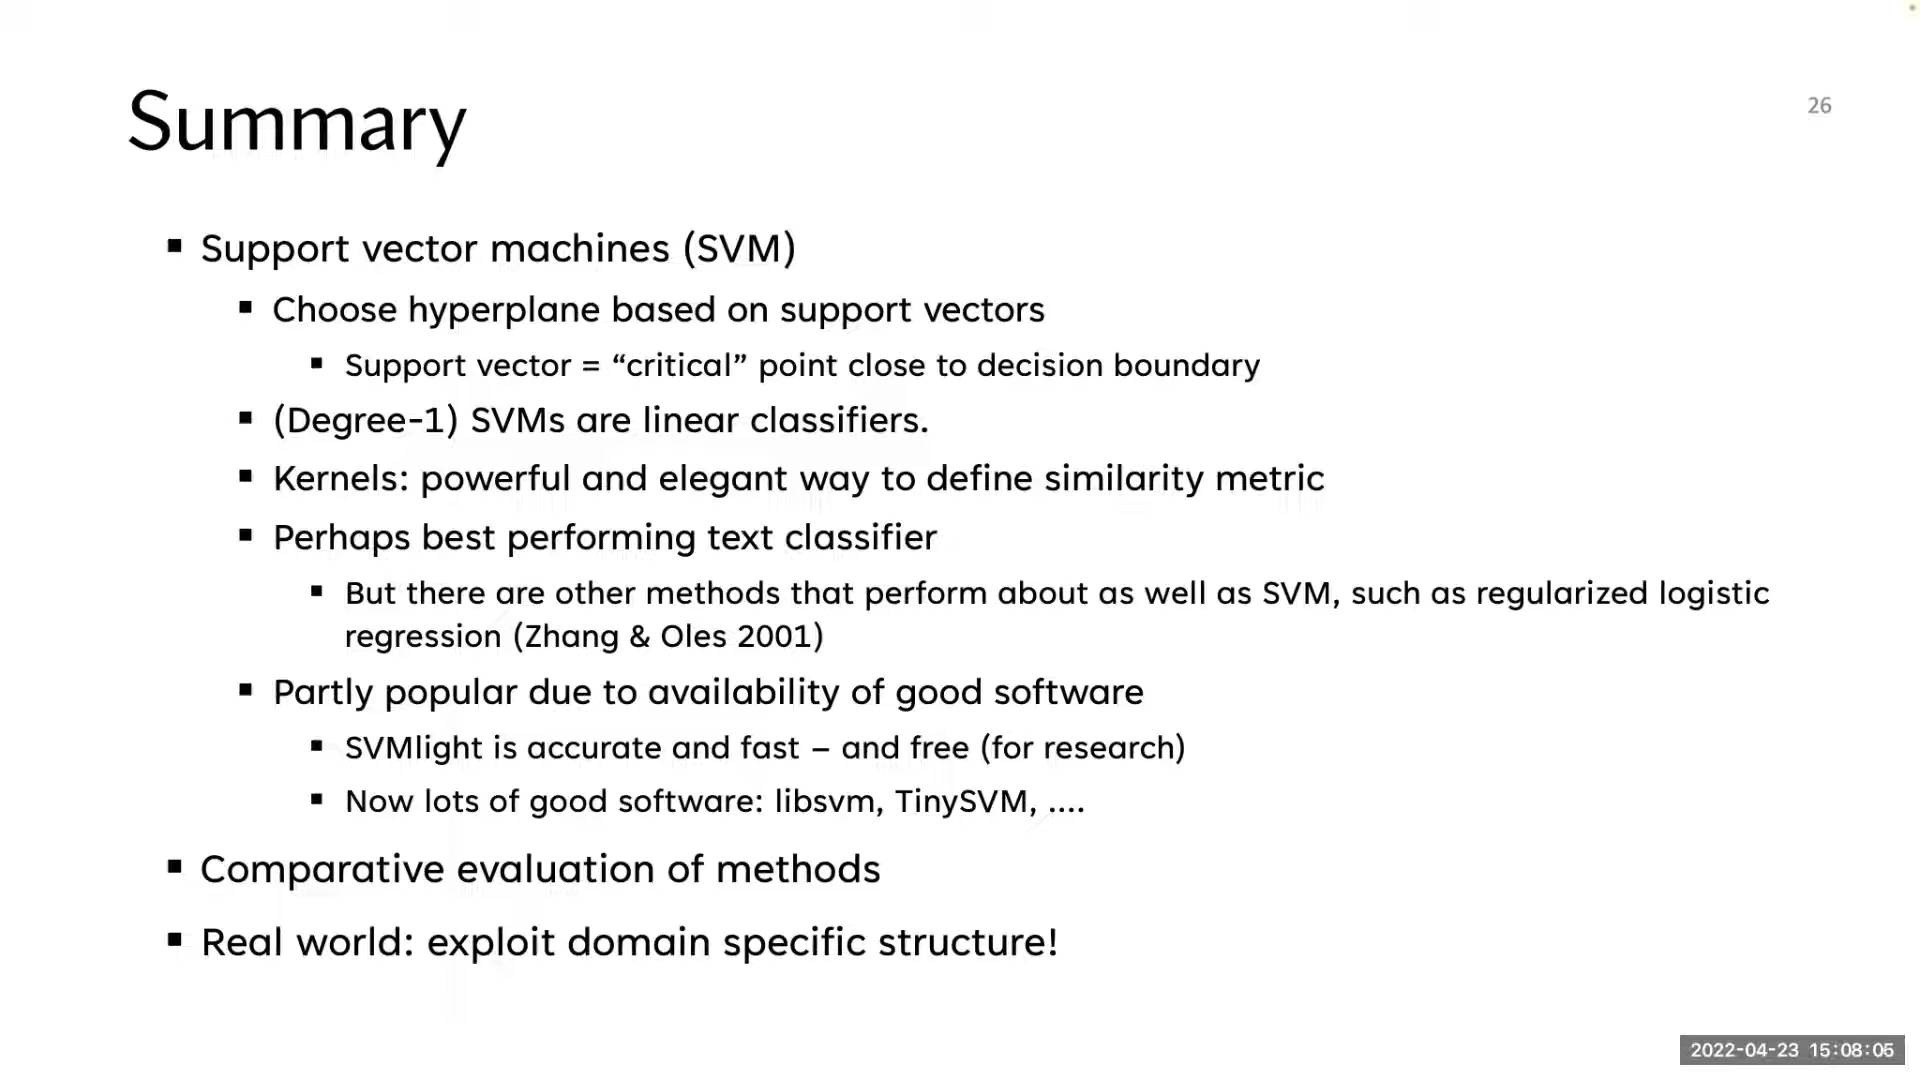 Summary
26
▪ Support vector machines (SVM)
▪ Choose hyperplane based on support vectors
▪ Support vector = “critical” point close to decision boundary
▪ (Degree-1) SVMs are linear classifiers.
▪ Kernels: powerful and elegant way to define similarity metric
▪ Perhaps best performing text classifier
▪ But there are other methods that perform about as well as SVM, such as regularized logistic
regression (Zhang & Oles 2001)
▪ Partly popular due to availability of good software
▪ SVMlight is accurate and fast – and free (for research)
▪ Now lots of good software: libsvm, TinySVM, ....
▪ Comparative evaluation of methods
▪ Real world: exploit domain specific structure!
2022-04-23 15:08:05